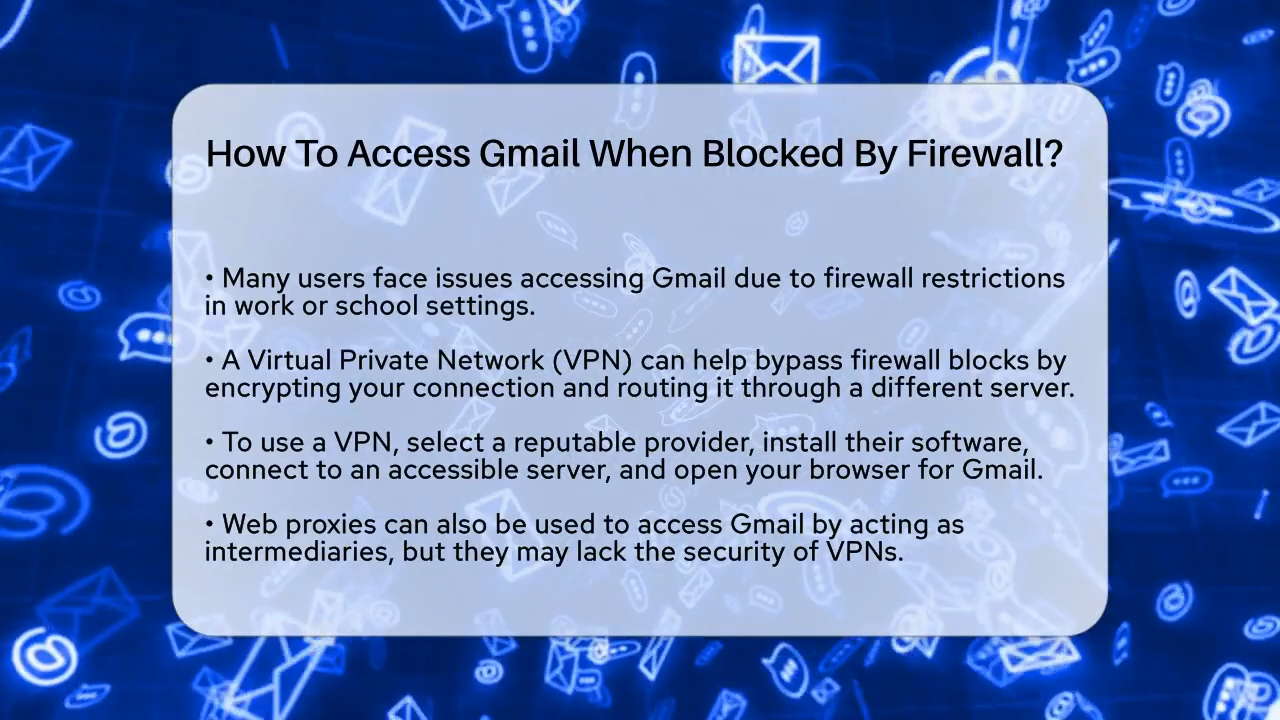 How To Access Gmail When Blocked By Firewall?
• Many users face issues accessing Gmail due to firewall restrictions
in work or school settings.
• A Virtual Private Network (VPN) can help bypass firewall blocks by
encrypting your connection and routing it through a different server.
• To use a VPN, select a reputable provider, install their software,
connect to an accessible server, and open your browser for Gmail.
• Web proxies can also be used to access Gmail by acting as
intermediaries, but they may lack the security of VPNs.